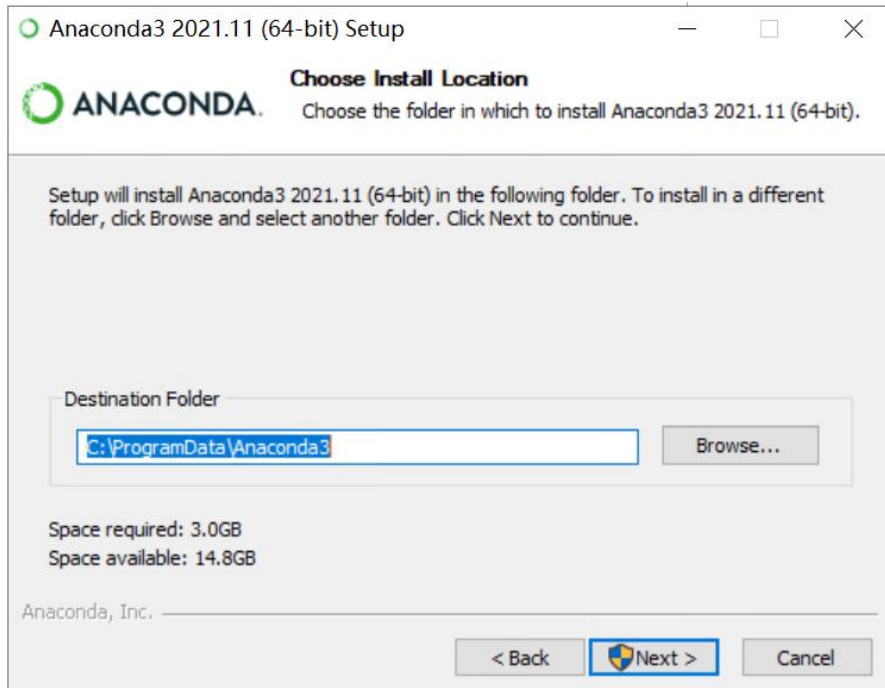 Anaconda3 2021.11 (64-bit) Setup
ANACONDA.
Choose Install Location
Choose the folder in which to install Anaconda3 2021.11 (64-bit).
Setup will install Anaconda3 2021.11 (64-bit) in the following folder. To install in a different
folder, click Browse and select another folder. Click Next to continue.
Destination Folder
C:\ProgramData\Anaconda3
Browse...
Space required: 3.0GB
Space available: 14.8GB
Anaconda, Inc.
< Back
Next >
Cancel